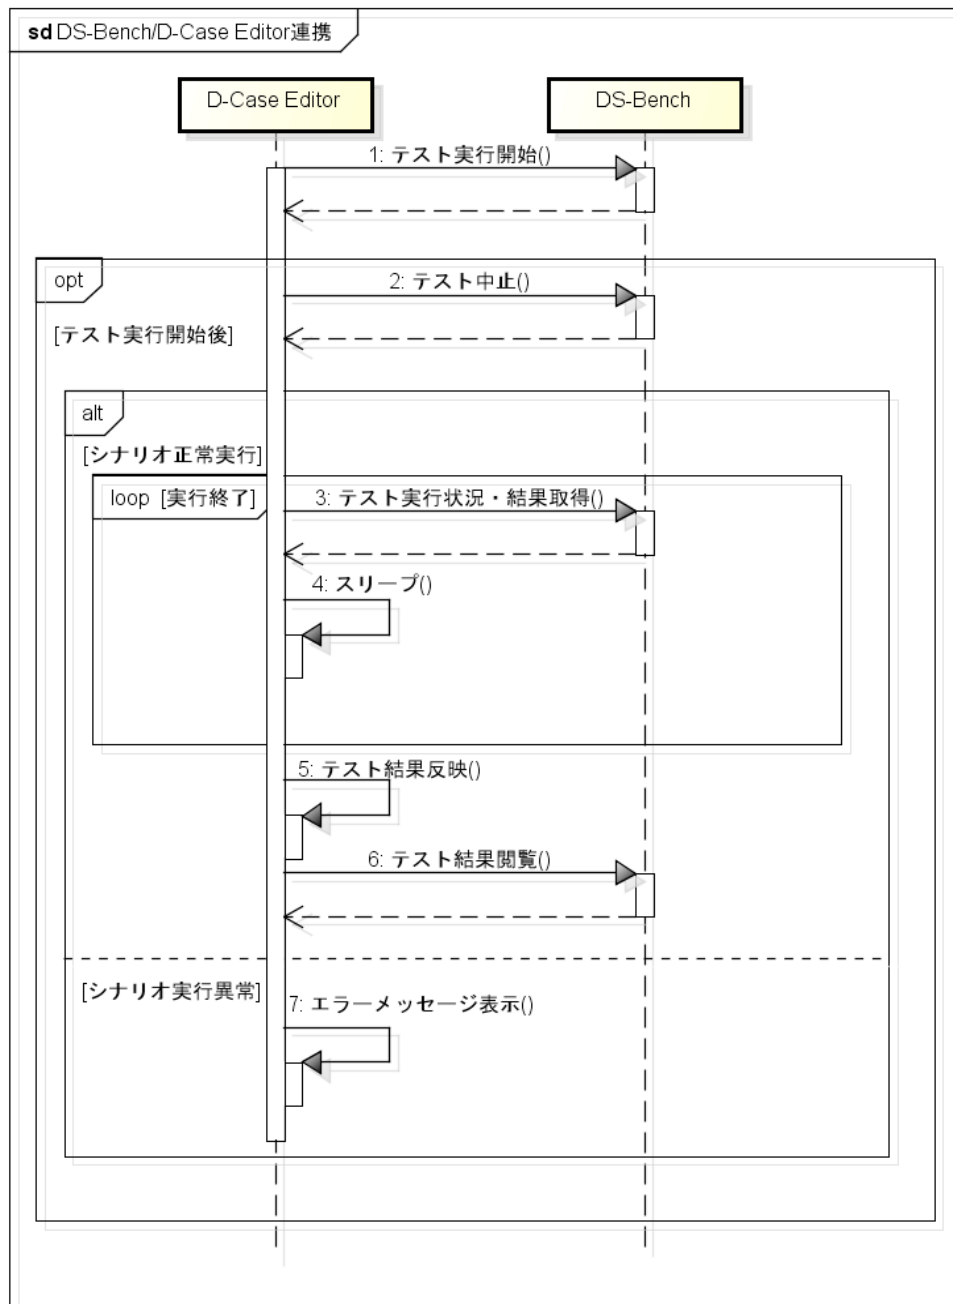 sd DS-Bench/D-Case Editor連携
D-Case Editor
DS-Bench
1: テスト実行開始()
opt
2: テスト中止()
[テスト実行開始後]
alt
[シナリオ正常実行]
loop [実行終了]
3: テスト実行状況・結果取得()
4: スリープ()
5: テスト結果反映()
6: テスト結果閲覧()
[シナリオ実行異常]
7: エラーメッセージ表示()